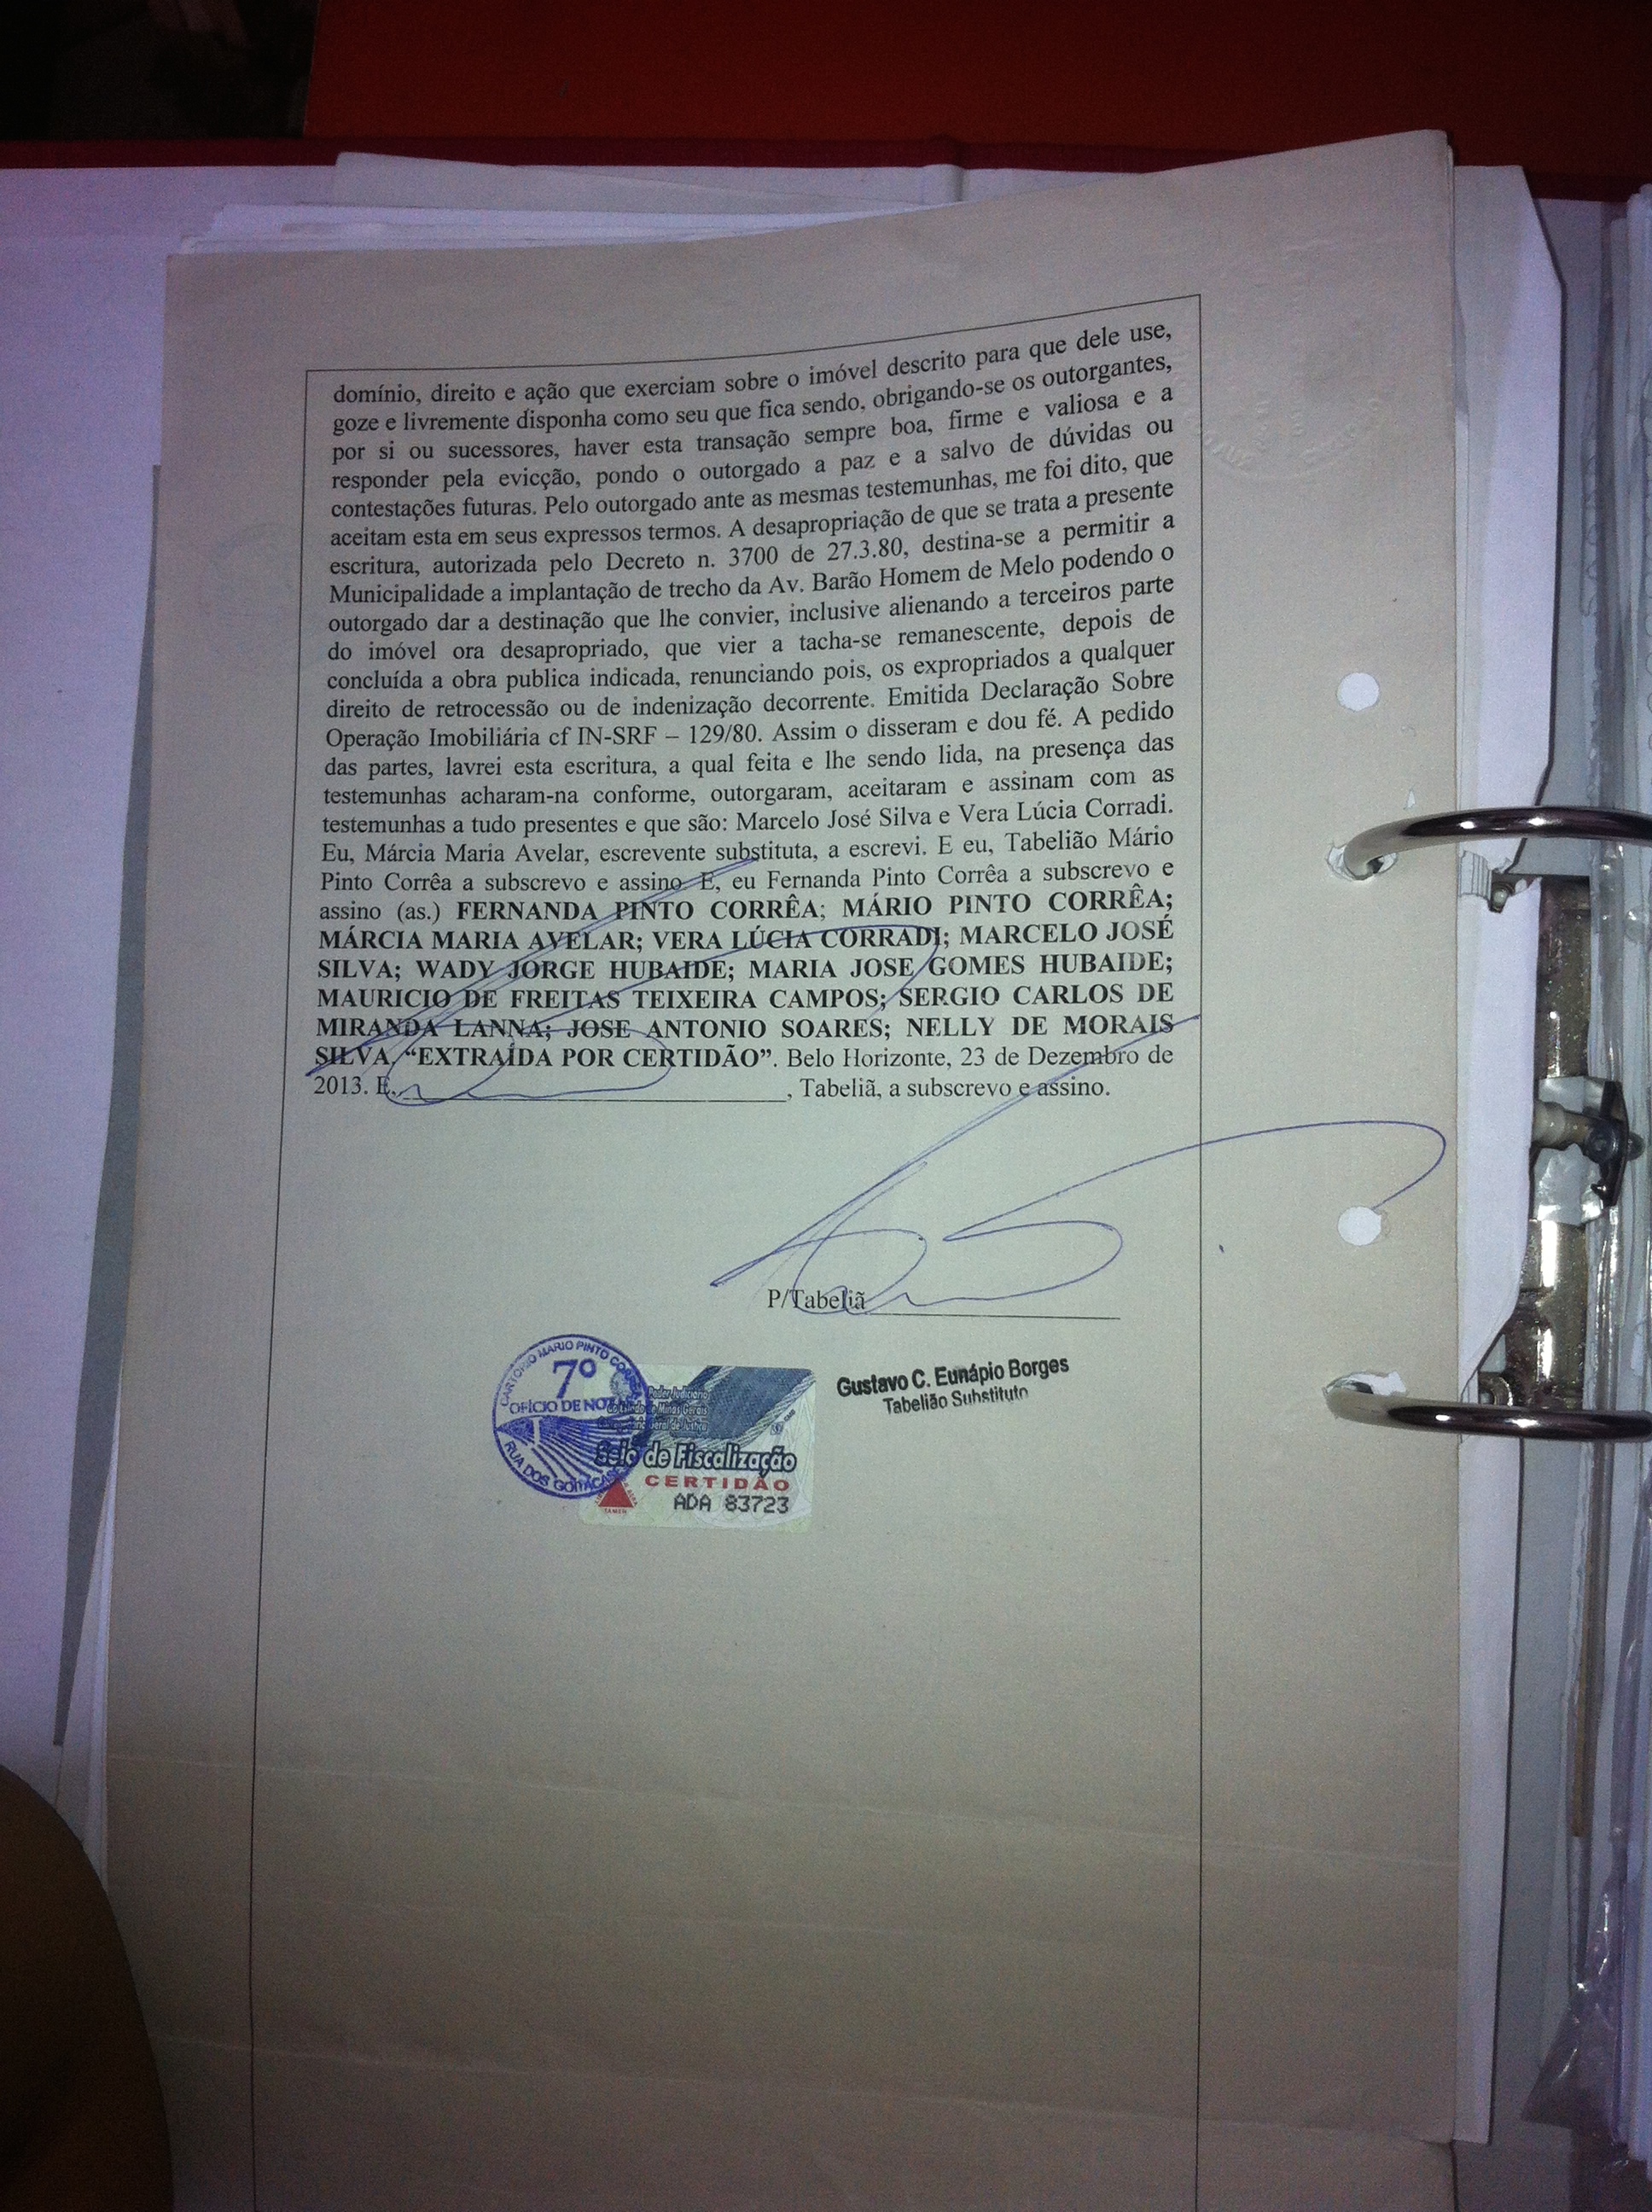 domínio, direito e ação que exerciam sobre o imóvel descrito para que dele use,
goze e livremente disponha como seu que fica sendo, obrigando-se os outorgantes,
por si ou sucessores, haver esta transação sempre boa, firme e valiosa e a
responder pela evicção, pondo o outorgado a paz e a salvo de dúvidas ou
contestações futuras. Pelo outorgado ante as mesmas testemunhas, me foi dito, que
aceitam esta em seus expressos termos. A desapropriação de que se trata a presente
escritura, autorizada pelo Decreto n. 3700 de 27.3.80, destina-se a permitir a
Municipalidade a implantação de trecho da Av. Barão Homem de Melo podendo o
outorgado dar a destinação que lhe convier, inclusive alienando a terceiros parte
do imóvel ora desapropriado, que vier a tacha-se remanescente, depois de
concluída a obra publica indicada, renunciando pois, os expropriados a qualquer
direito de retrocessão ou de indenização decorrente. Emitida Declaração Sobre
Operação Imobiliária cf IN-SRF – 129/80. Assim o disseram e dou fé. A pedido
das partes, lavrei esta escritura, a qual feita e lhe sendo lida, na presença das
testemunhas acharam-na conforme, outorgaram, aceitaram e assinam com as
testemunhas a tudo presentes e que são: Marcelo José Silva e Vera Lúcia Corradi.
Eu, Márcia Maria Avelar, escrevente substituta, a escrevi. E eu, Tabelião Mário
Pinto Corrêa a subscrevo e assino E, eu Fernanda Pinto Corrêa a subscrevo e
assino (as.) FERNANDA PINTO CORRÊA; MÁRIO PINTO CORRÊA;
MÁRCIA MARIA AVELAR; VERA LÚCIA CORRADI; MARCELO JOSÉ
SILVA; WADY JORGE HUBAIDE; MARIA JOSE GOMES HUBAIDE;
MAURICIO DE FREITAS TEIXEIRA CAMPOS; SERGIO CARLOS DE
MIRANDA LANNA; JOSE ANTONIO SOARES; NELLY DE MORAIS
SILVA. “EXTRAÍDA POR CERTIDÃO”. Belo Horizonte, 23 de Dezembro de
2013. E, , Tabeliã, a subscrevo e assino.
P/Tabeliã
Gustavo C. Eunápio Borges
Tabelião Substituto
CARTÓRIO MARIO PINTO CORRÊA
7º
OFÍCIO DE NOTAS
RUA DOS GOITACASES
Poder Judiciário
Estado de Minas Gerais
Geral de Justiça
Selo de Fiscalização
CERTIDÃO
ADA 83723